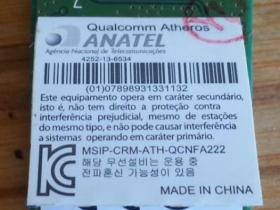 Qualcomm Atheros
ANATEL
Agência Nacional de Telecomunicações
4252-13-6534
(01)07898931331132
Este equipamento opera em caráter secundário,
isto é, não tem direito a proteção contra
interferência prejudicial, mesmo de estações
do mesmo tipo, e não pode causar interferência
a sistemas operando em caráter primário.
MSIP-CRM-ATH-QCNFA222
해당 무선설비는 운용 중
전파혼신 가능성이 있음
MADE IN CHINA